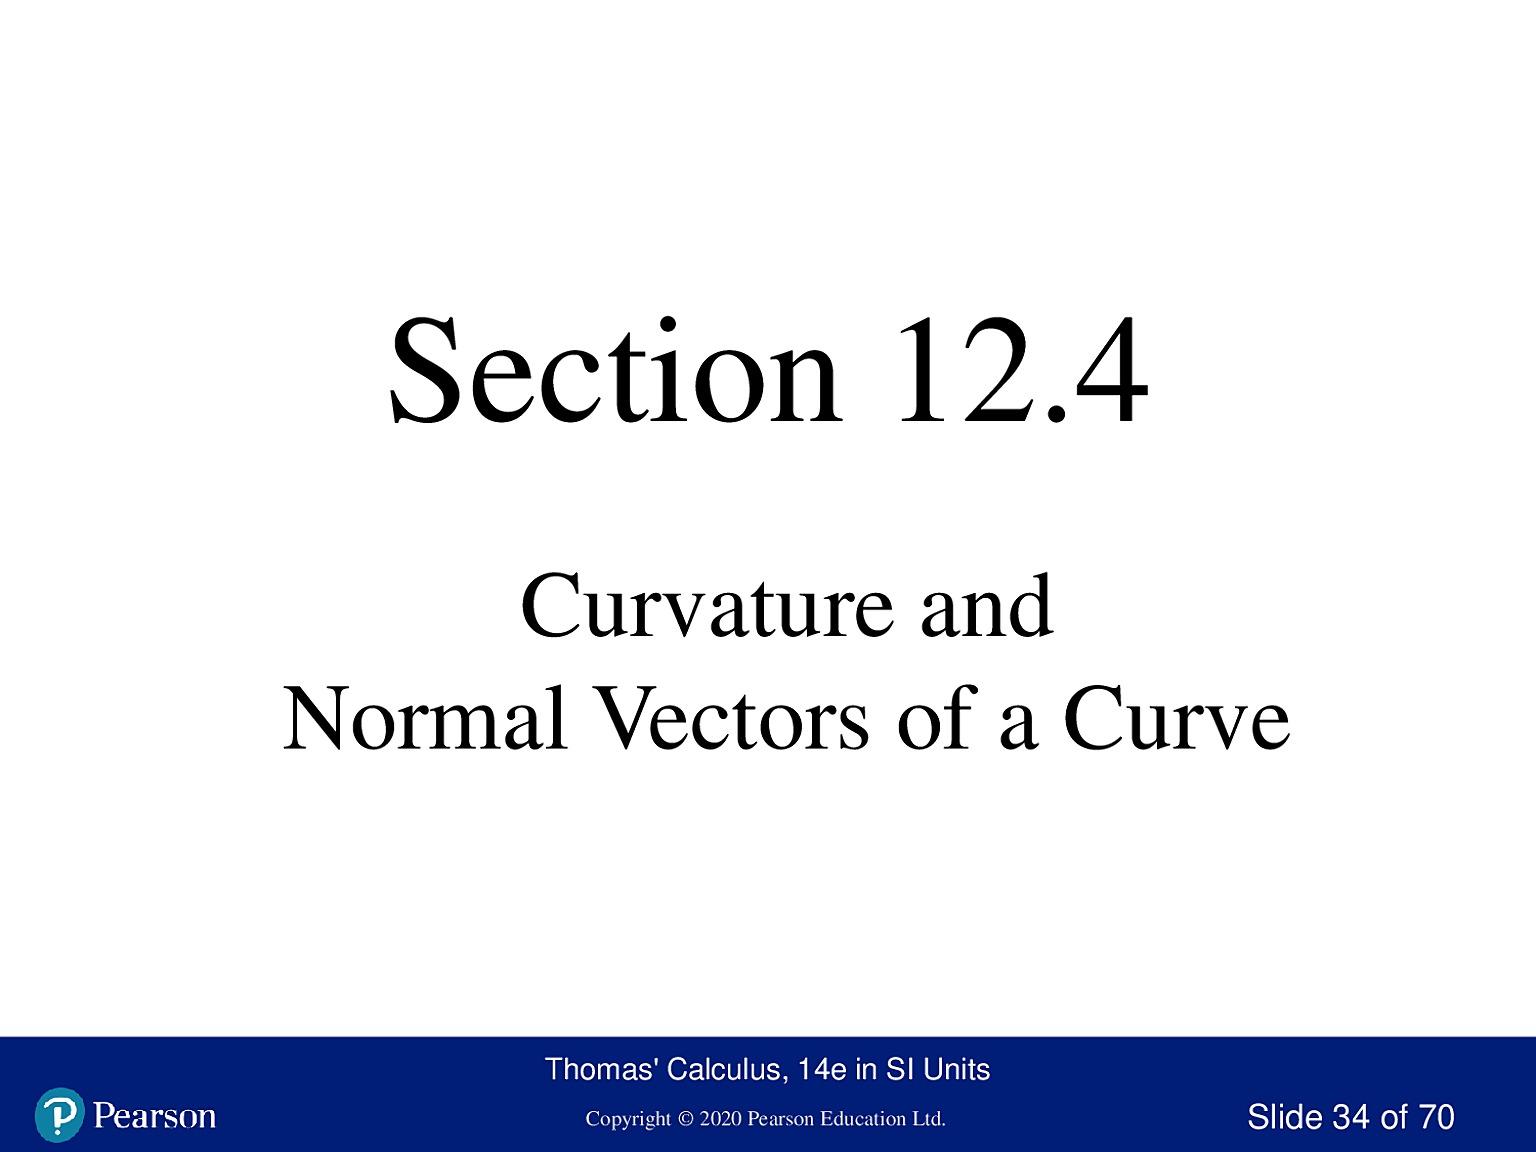 Section 12.4
Curvature and
Normal Vectors of a Curve
Thomas' Calculus, 14e in SI Units
Pearson
Copyright © 2020 Pearson Education Ltd.
Slide 34 of 70